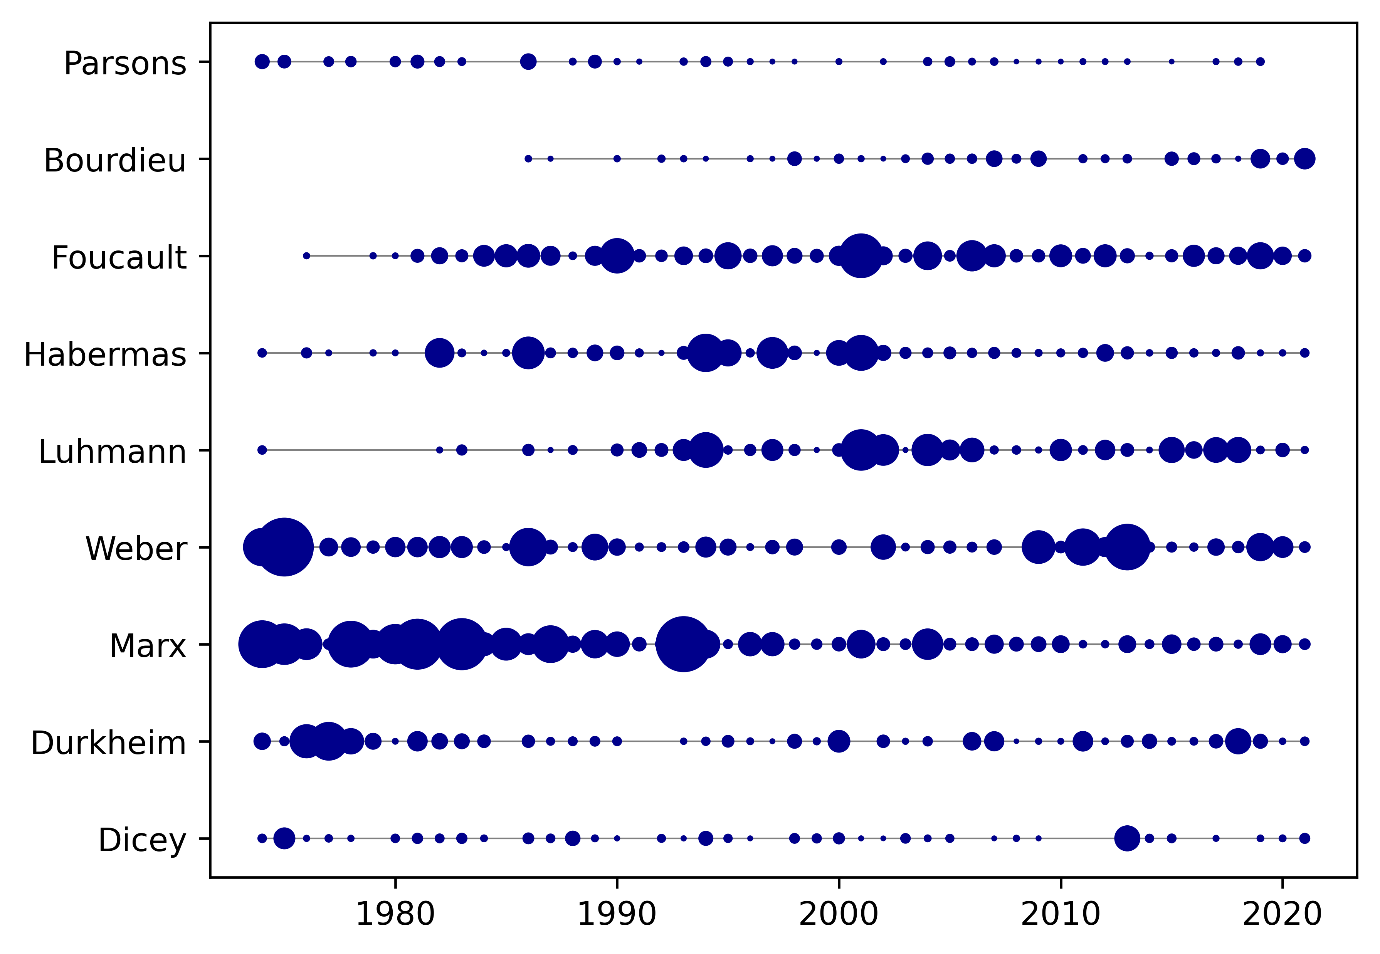 Parsons
Bourdieu
Foucault
Habermas
Luhmann
Weber
Marx
Durkheim
Dicey
1980 1990 2000 2010 2020